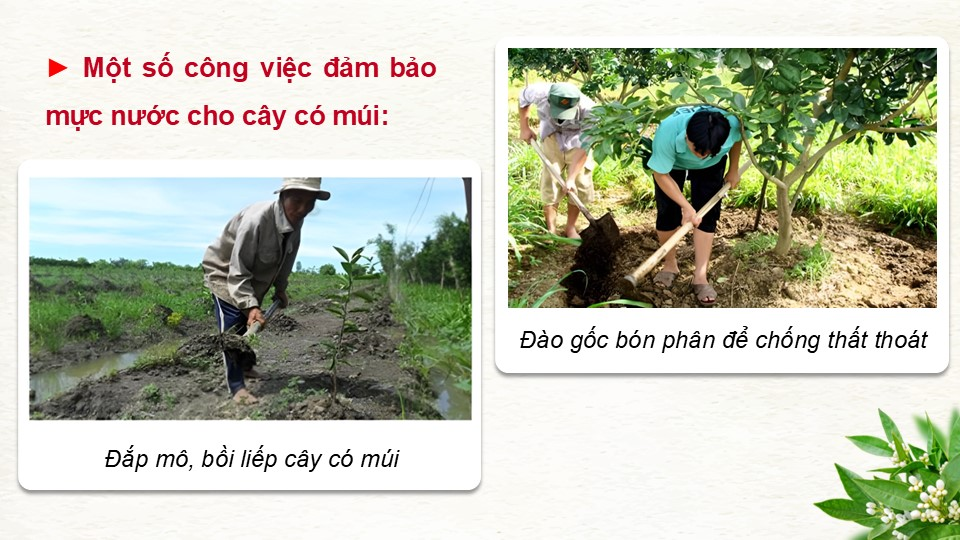 ► Một số công việc đảm bảo
mực nước cho cây có múi:
Đào gốc bón phân để chống thất thoát
Đắp mô, bồi liếp cây có múi